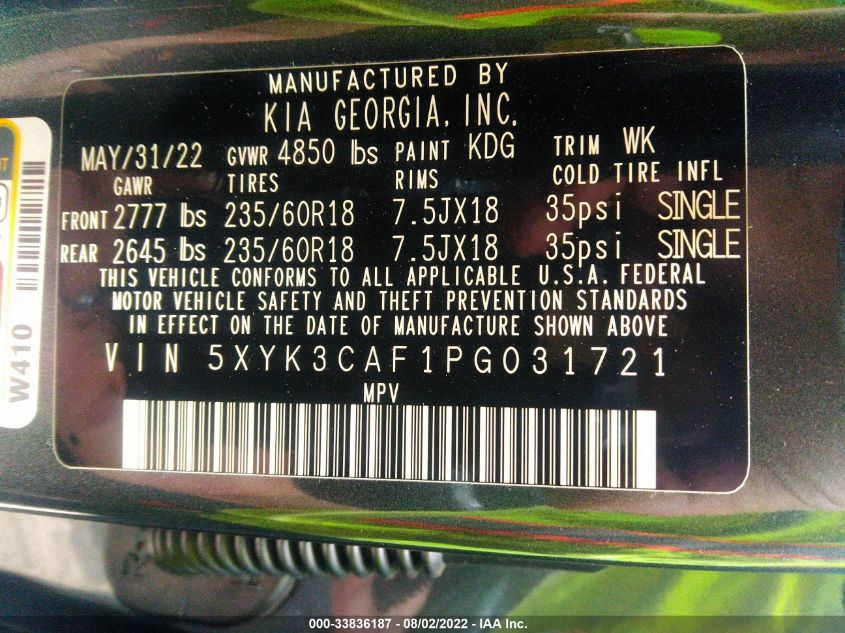 MANUFACTURED BY
KIA GEORGIA, INC.
MAY/31/22 GVWR 4850 lbs PAINT KDG TRIM WK
GAWR TIRES RIMS COLD TIRE INFL
FRONT 2777 lbs 235/60R18 7.5JX18 35psi SINGLE
REAR 2645 lbs 235/60R18 7.5JX18 35psi SINGLE
THIS VEHICLE CONFORMS TO ALL APPLICABLE U.S.A. FEDERAL
MOTOR VEHICLE SAFETY AND THEFT PREVENTION STANDARDS
IN EFFECT ON THE DATE OF MANUFACTURE SHOWN ABOVE
VIN 5XYK3CAF1PG031721
MPV
W410
000-33836187 - 08/02/2022 - IAA Inc.